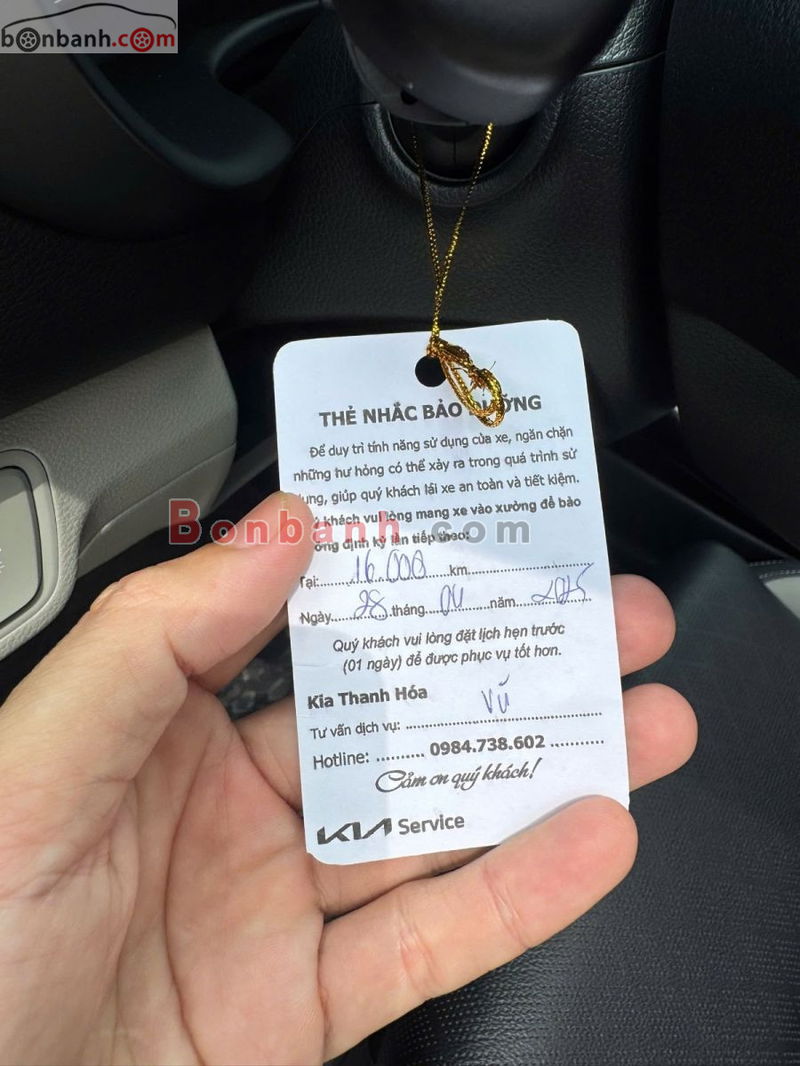 bonbanh.com
THẺ NHẮC BẢO DƯỠNG
Để duy trì tính năng sử dụng của xe, ngăn chặn
những hư hỏng có thể xảy ra trong quá trình sử
dụng, giúp quý khách lái xe an toàn và tiết kiệm.
khách vui lòng mang xe vào xưởng để bảo
Bonbanh.com
dưỡng định kỳ lần tiếp theo:
Tại: 16.000 km
Ngày 28 tháng 04 năm 2025
Quý khách vui lòng đặt lịch hẹn trước
(01 ngày) để được phục vụ tốt hơn.
Kia Thanh Hóa
Tư vấn dịch vụ: Vũ
Hotline: 0984.738.602
Cảm ơn quý khách!
KIA Service